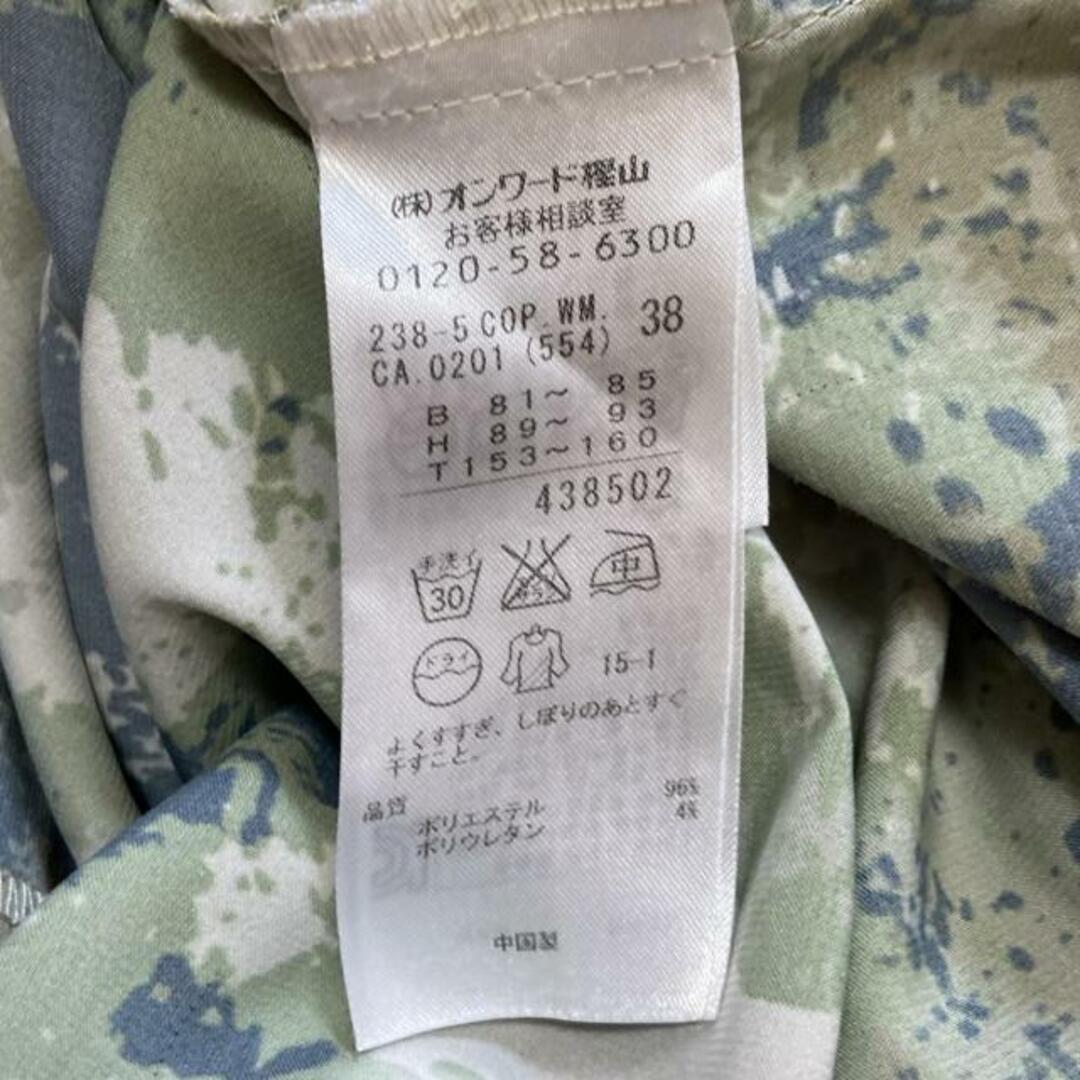 (株)オンワード樫山
お客様相談室
0120-58-6300
238-5 COP.WM. 38
CA.0201 (554)
B 81~ 85
H 89~ 93
T 153~160
438502
手洗イ
30
中
ドライ
15-1
よくすすぎ、しぼりのあとすぐ
干すこと。
品質
ポリエステル 96%
ポリウレタン 4%
中国製